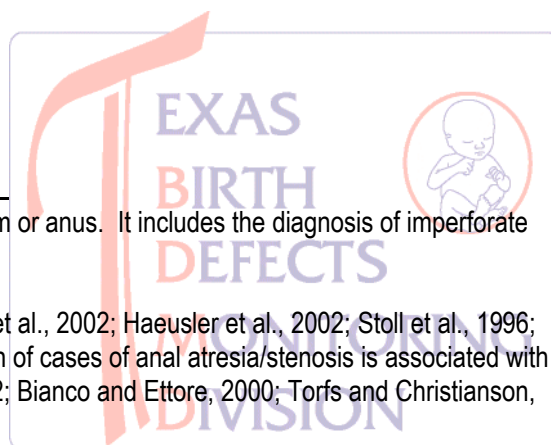 TEXAS
BIRTH
m or anus. It includes the diagnosis of imperforate
DEFECTS
et al., 2002; Haeusler et al., 2002; Stoll et al., 1996;
MONITORING
n of cases of anal atresia/stenosis is associated with
2; Bianco and Ettore, 2000; Torfs and Christianson,
DIVISION